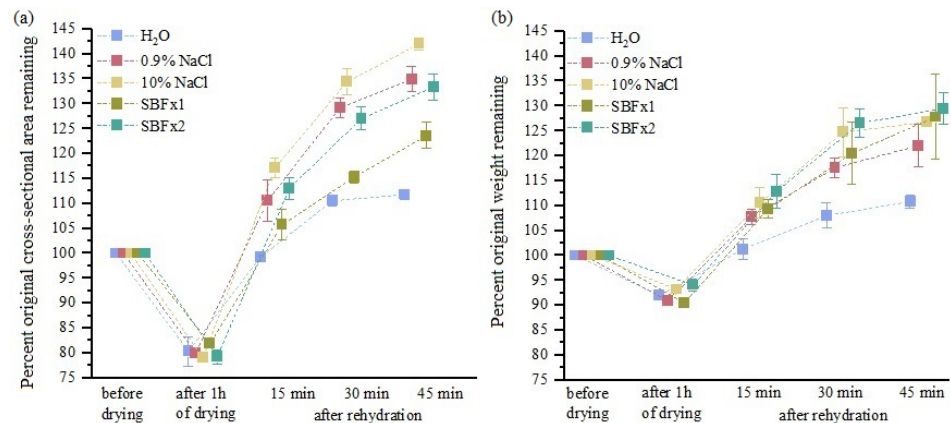 (a)
Percent original cross-sectional area remaining
145
140
135
130
125
120
115
110
105
100
95
90
85
80
75
H₂O
0.9% NaCl
10% NaCl
SBFx1
SBFx2
before drying
after 1h of drying
15 min
30 min
45 min
after rehydration
(b)
Percent original weight remaining
145
140
135
130
125
120
115
110
105
100
95
90
85
80
75
H₂O
0.9% NaCl
10% NaCl
SBFx1
SBFx2
before drying
after 1h of drying
15 min
30 min
45 min
after rehydration